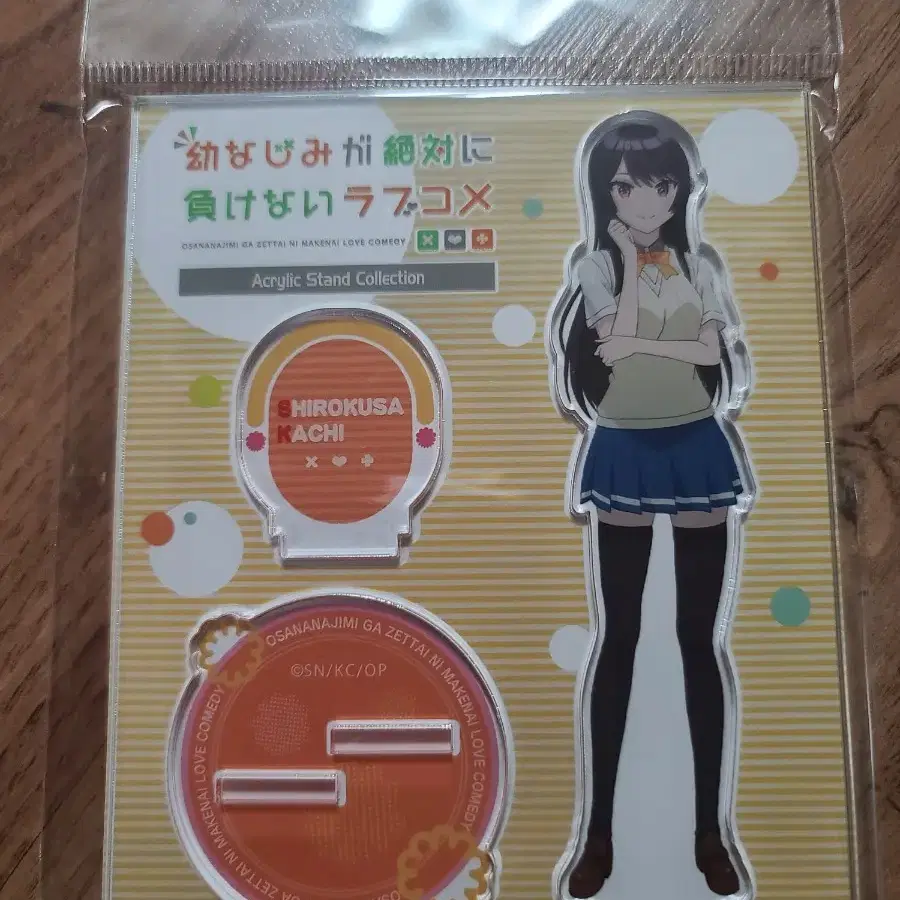 幼なじみが絶対に
負けないラブコメ
OSANANAJIMI GA ZETTAI NI MAKENAI LOVE COMEDY
Acrylic Stand Collection
SHIROKUSA
KACHI
OSANANAJIMI GA ZETTAI NI MAKENAI LOVE COMEDY
©SN/KC/OP